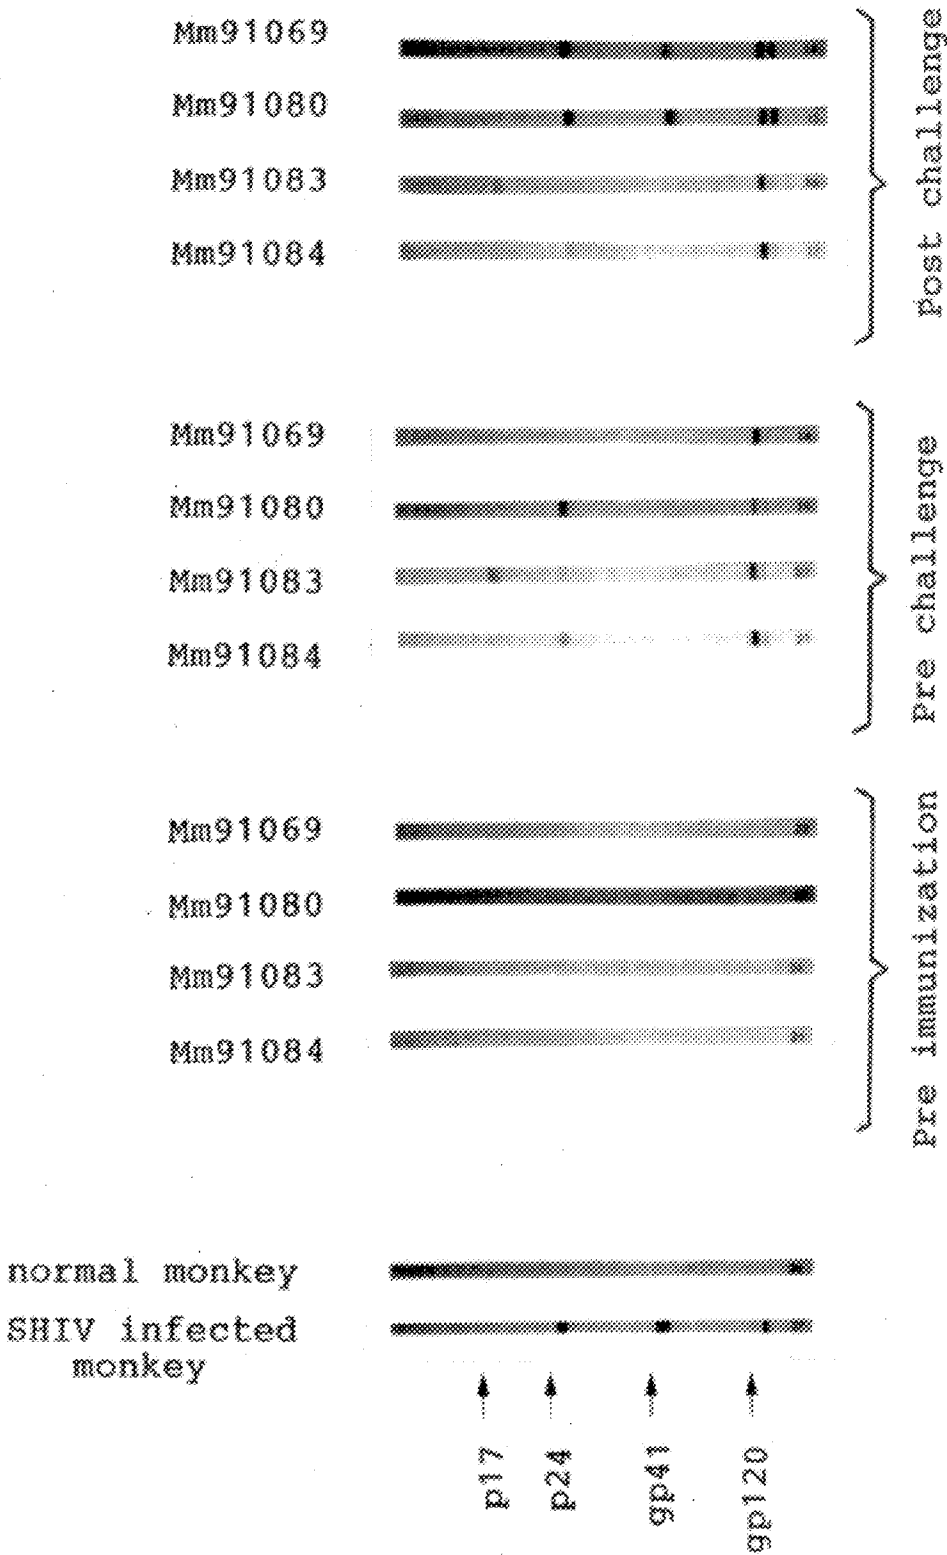 Mm91069
Mm91080
Mm91083
Mm91084
Post challenge
Mm91069
Mm91080
Mm91083
Mm91084
Pre challenge
Mm91069
Mm91080
Mm91083
Mm91084
Pre immunization
normal monkey
SHIV infected
monkey
p17
p24
gp41
gp120